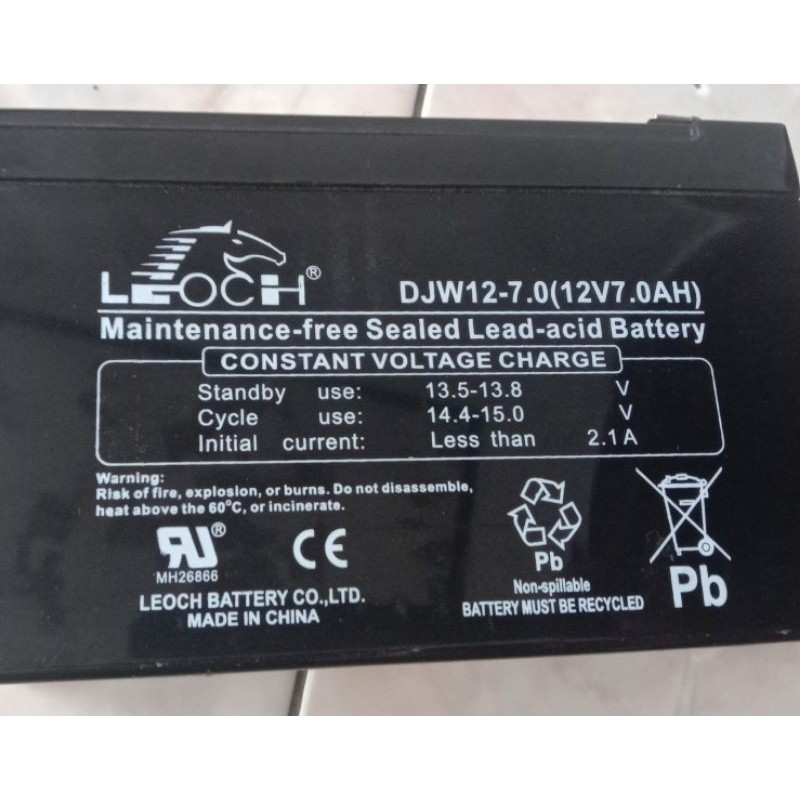 LEOCH®
DJW12-7.0(12V7.0AH)
Maintenance-free Sealed Lead-acid Battery
CONSTANT VOLTAGE CHARGE
Standby use: 13.5-13.8 V
Cycle use: 14.4-15.0 V
Initial current: Less than 2.1A
Warning:
Risk of fire, explosion, or burns. Do not disassemble,
heat above the 60°C, or incinerate.
RU®
MH26866
CE
LEOCH BATTERY CO.,LTD.
MADE IN CHINA
Pb
Non-spillable
BATTERY MUST BE RECYCLED
Pb